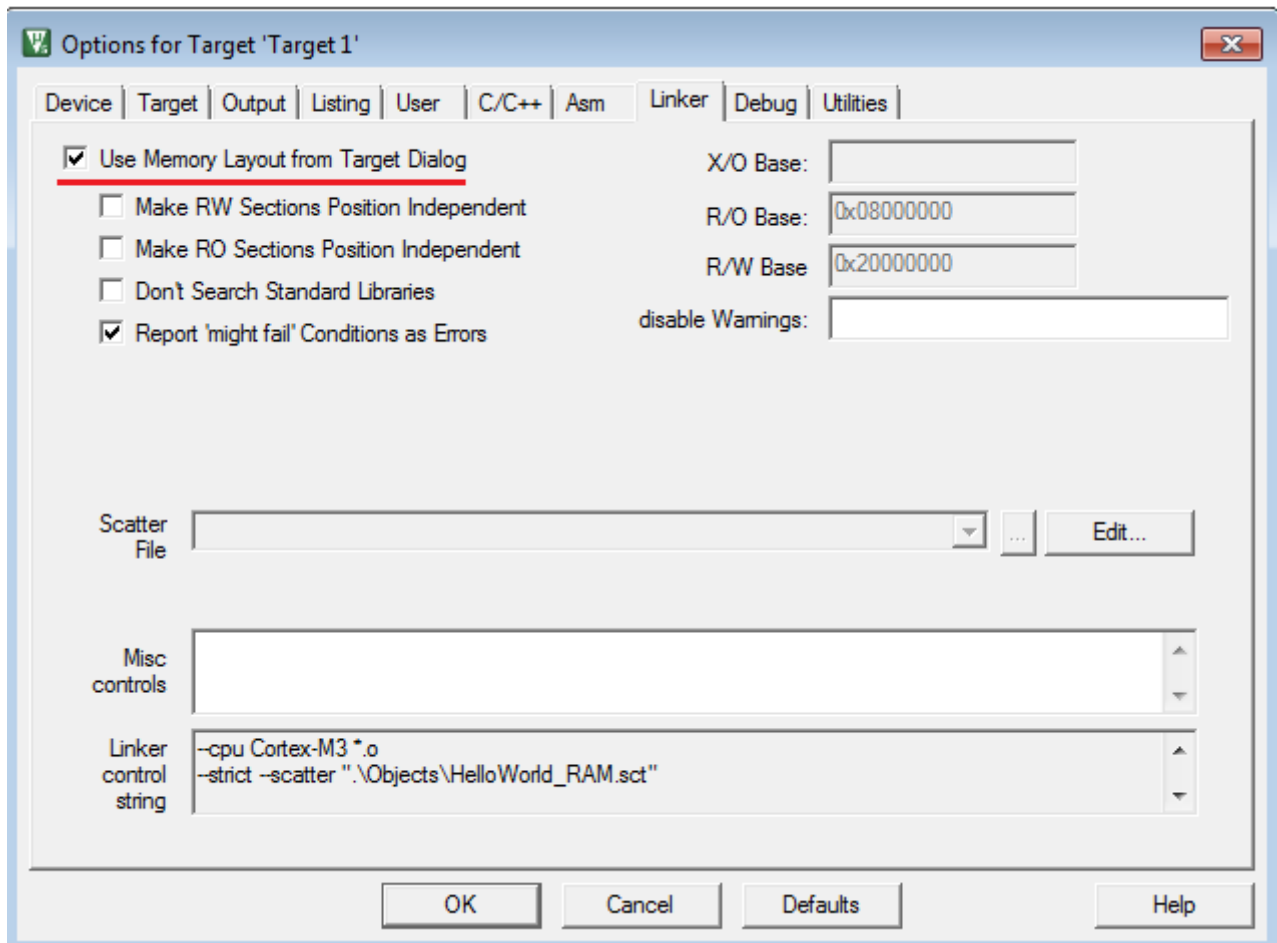 Options for Target 'Target 1'
Device Target Output Listing User C/C++ Asm Linker Debug Utilities
Use Memory Layout from Target Dialog
X/O Base:
Make RW Sections Position Independent
R/O Base: 0x08000000
Make RO Sections Position Independent
R/W Base 0x20000000
Don't Search Standard Libraries
disable Warnings:
Report 'might fail' Conditions as Errors
Scatter
File
...
Edit...
Misc
controls
Linker
control
string
--cpu Cortex-M3 *.o
--strict --scatter ".\Objects\HelloWorld_RAM.sct"
OK Cancel Defaults Help